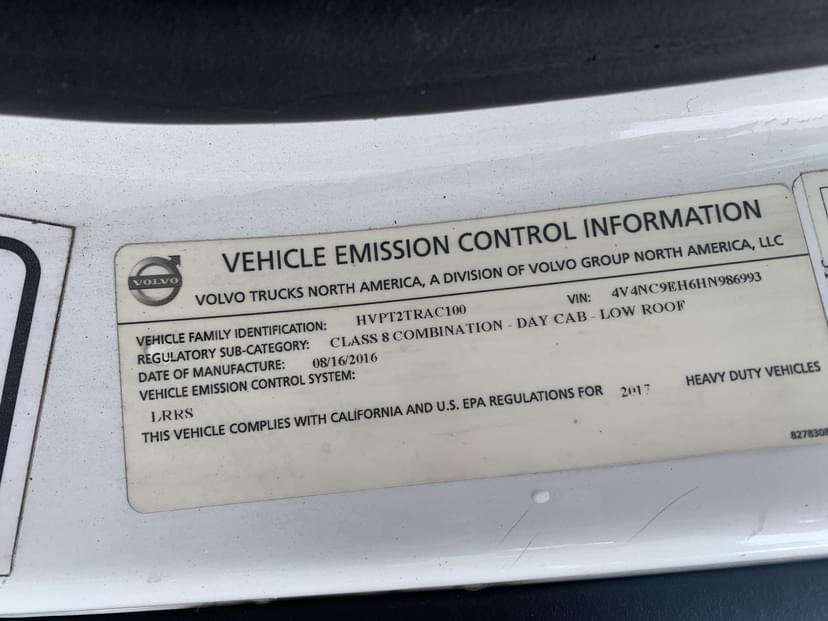 VOLVO
VEHICLE EMISSION CONTROL INFORMATION
VOLVO TRUCKS NORTH AMERICA, A DIVISION OF VOLVO GROUP NORTH AMERICA, LLC
VEHICLE FAMILY IDENTIFICATION: HVPT2TRAC100 VIN: 4V4NC9EH6HN986993
REGULATORY SUB-CATEGORY: CLASS 8 COMBINATION - DAY CAB - LOW ROOF
DATE OF MANUFACTURE: 08/16/2016
VEHICLE EMISSION CONTROL SYSTEM:
LRRS
THIS VEHICLE COMPLIES WITH CALIFORNIA AND U.S. EPA REGULATIONS FOR 2017 HEAVY DUTY VEHICLES